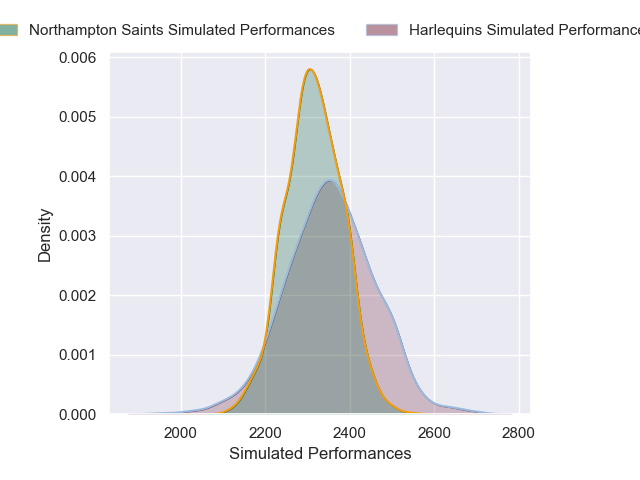 Northampton Saints Simulated Performances
Harlequins Simulated Performance
0.006
0.005
0.004
0.003
0.002
0.001
0.000
Density
2000 2200 2400 2600 2800
Simulated Performances